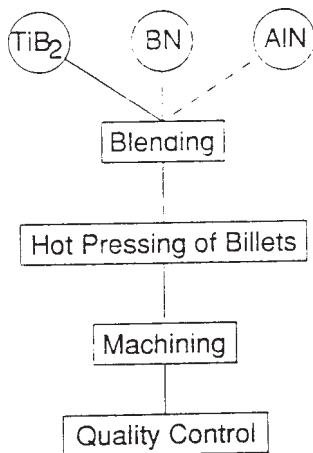 TiB2 BN AlN
Blending
Hot Pressing of Billets
Machining
Quality Control